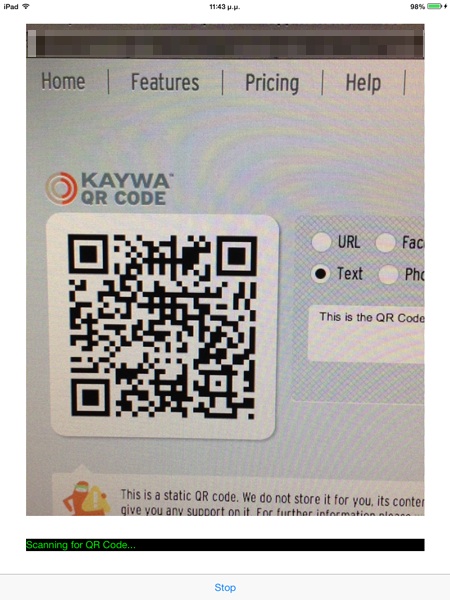 iPad 11:43 μ.μ. 98%
Home Features Pricing Help
KAYWA™
QR CODE
URL Fac
Text Pho
This is the QR Code
This is a static QR code. We do not store it for you, its conter
give you any support on it. For further information please
Scanning for QR Code...
Stop